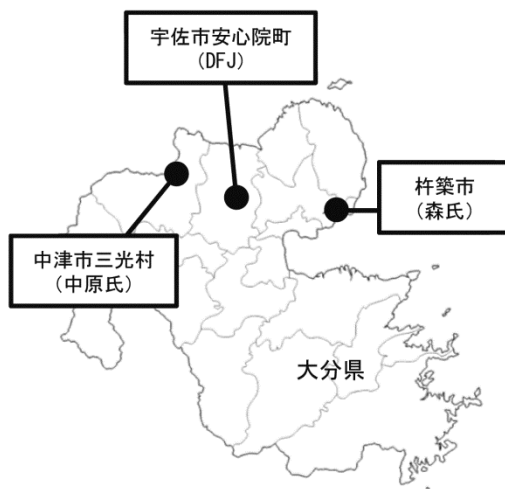 宇佐市安心院町
(DFJ)
杵築市
(森氏)
中津市三光村
(中原氏)
大分県